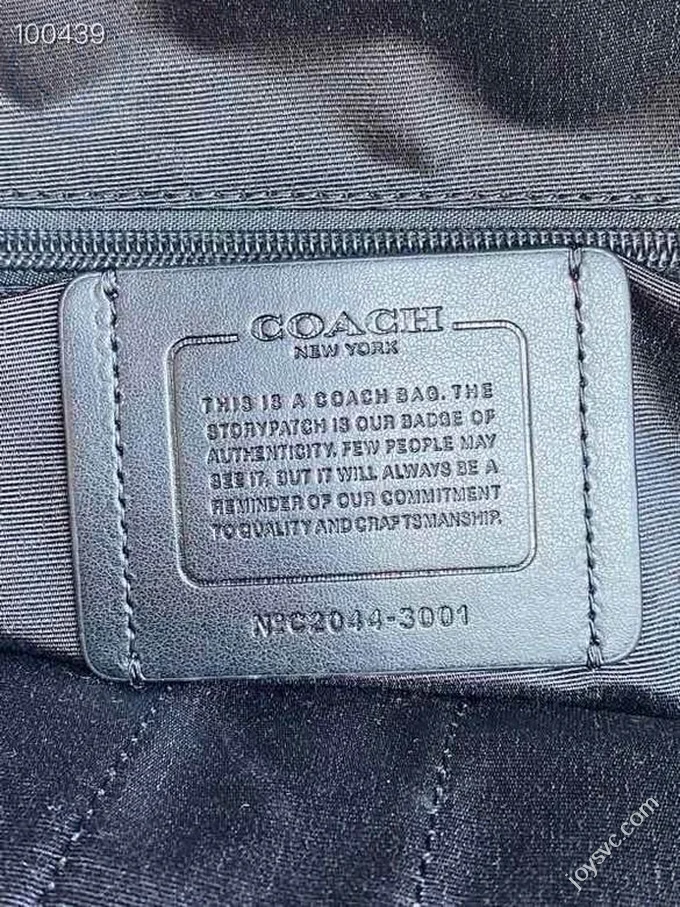 100439
COACH
NEW YORK
THIS IS A COACH BAG. THE
STORYPATCH IS OUR BADGE OF
AUTHENTICITY. FEW PEOPLE MAY
SEE IT. BUT IT WILL ALWAYS BE A
REMINDER OF OUR COMMITMENT
TO QUALITY AND CRAFTSMANSHIP.
NºC2044-3001
joysvc.com